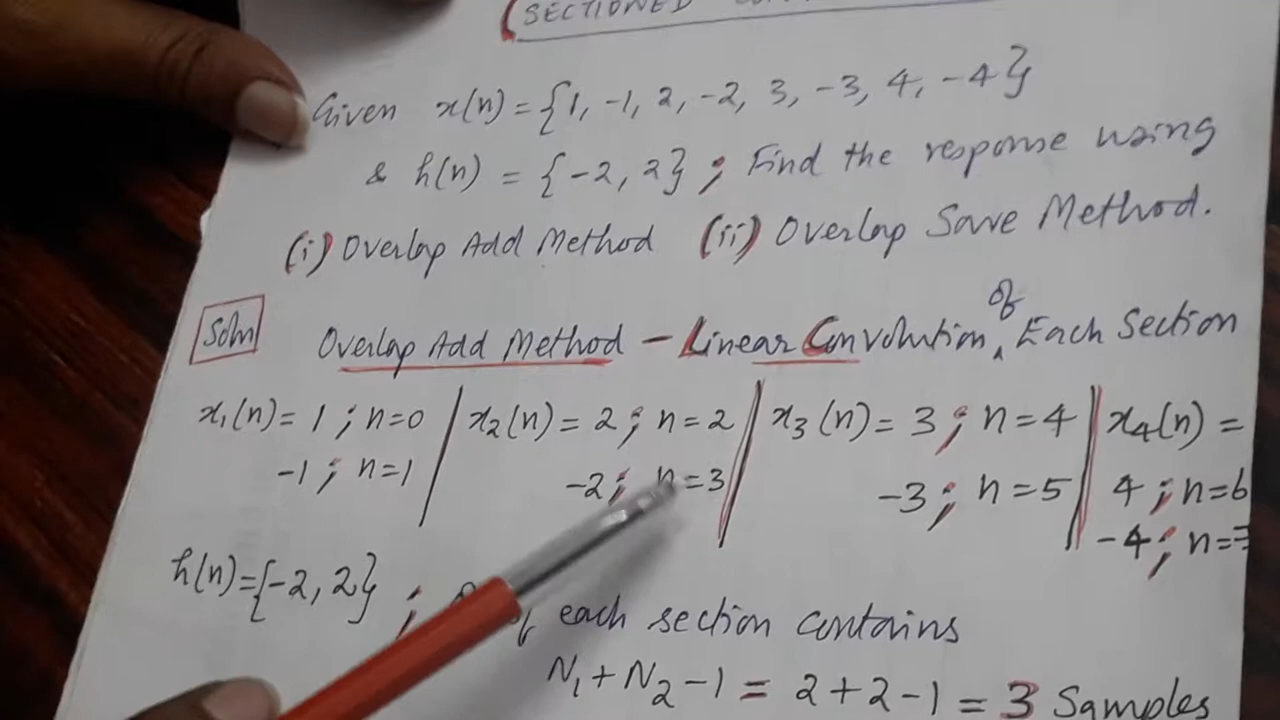 SECTIONED
Given x(n) = {1, -1, 2, -2, 3, -3, 4, -4}
& h(n) = {-2, 2} ; Find the response using
(i) Overlap Add Method (ii) Overlap Save Method.
Soln Overlap Add Method - Linear Convolution of Each Section
x1(n) = 1 ; n=0 | x2(n) = 2 ; n=2 | x3(n) = 3 ; n=4 | x4(n) =
-1 ; n=1 -2 ; n=3 -3 ; n=5 4 ; n=6
-4 ; n=7
h(n)={-2, 2} ; of each section contains
N1 + N2 - 1 = 2+2-1 = 3 Samples